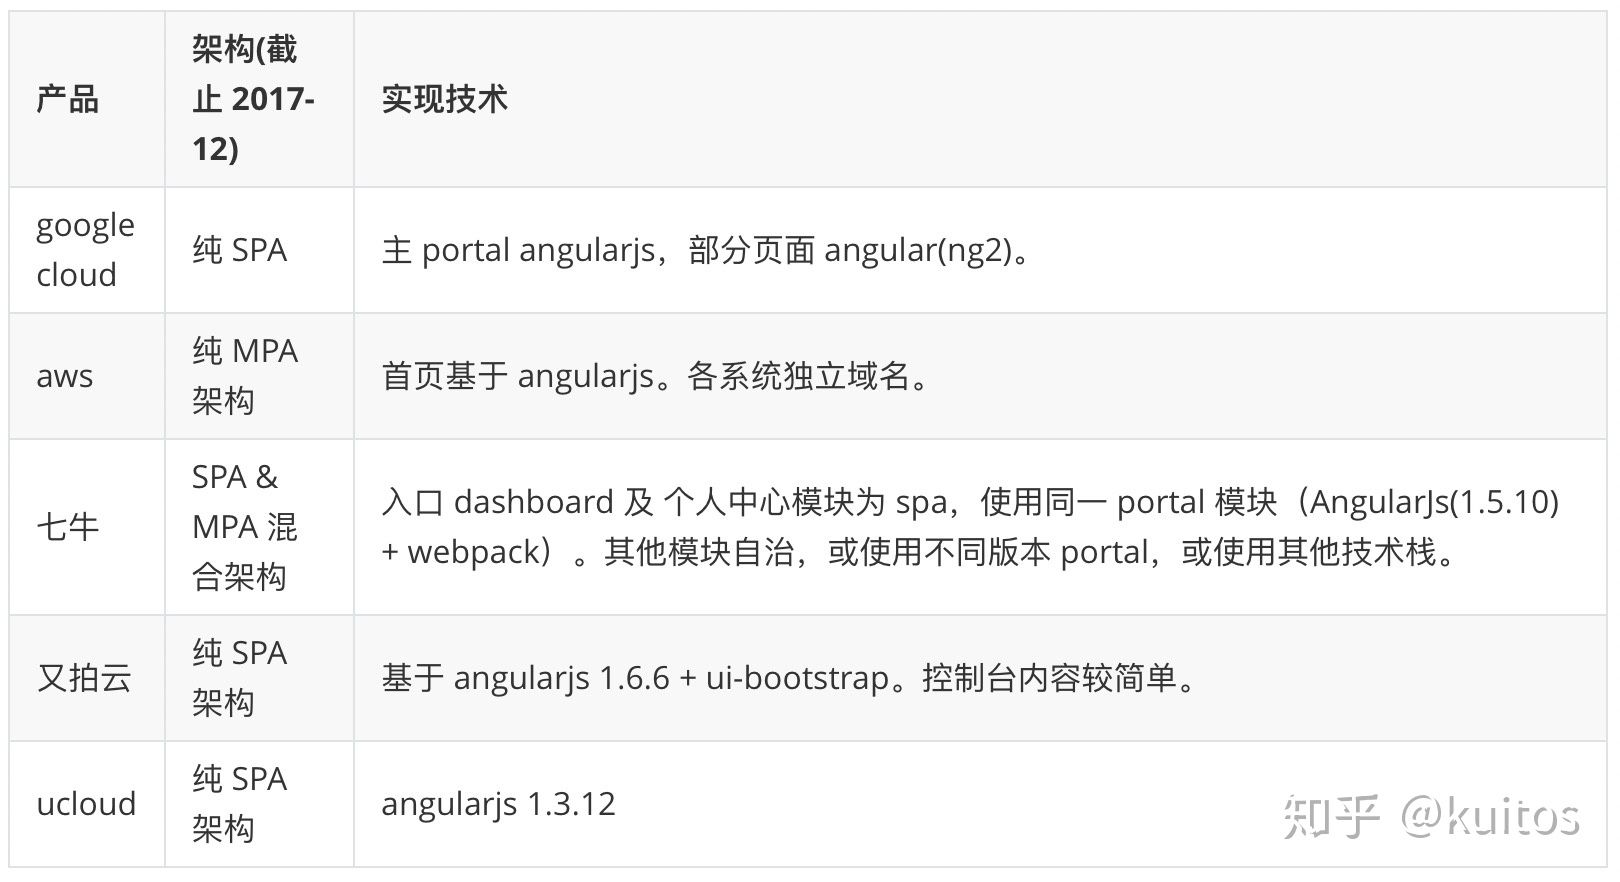 产品
架构(截
止 2017-
12)
实现技术
google
cloud
纯 SPA
主 portal angularjs，部分页面 angular(ng2)。
aws
纯 MPA
架构
首页基于 angularjs。各系统独立域名。
七牛
SPA &
MPA 混
合架构
入口 dashboard 及 个人中心模块为 spa，使用同一 portal 模块（AngularJs(1.5.10)
+ webpack）。其他模块自治，或使用不同版本 portal，或使用其他技术栈。
又拍云
纯 SPA
架构
基于 angularjs 1.6.6 + ui-bootstrap。控制台内容较简单。
ucloud
纯 SPA
架构
angularjs 1.3.12
知乎 @kuitos